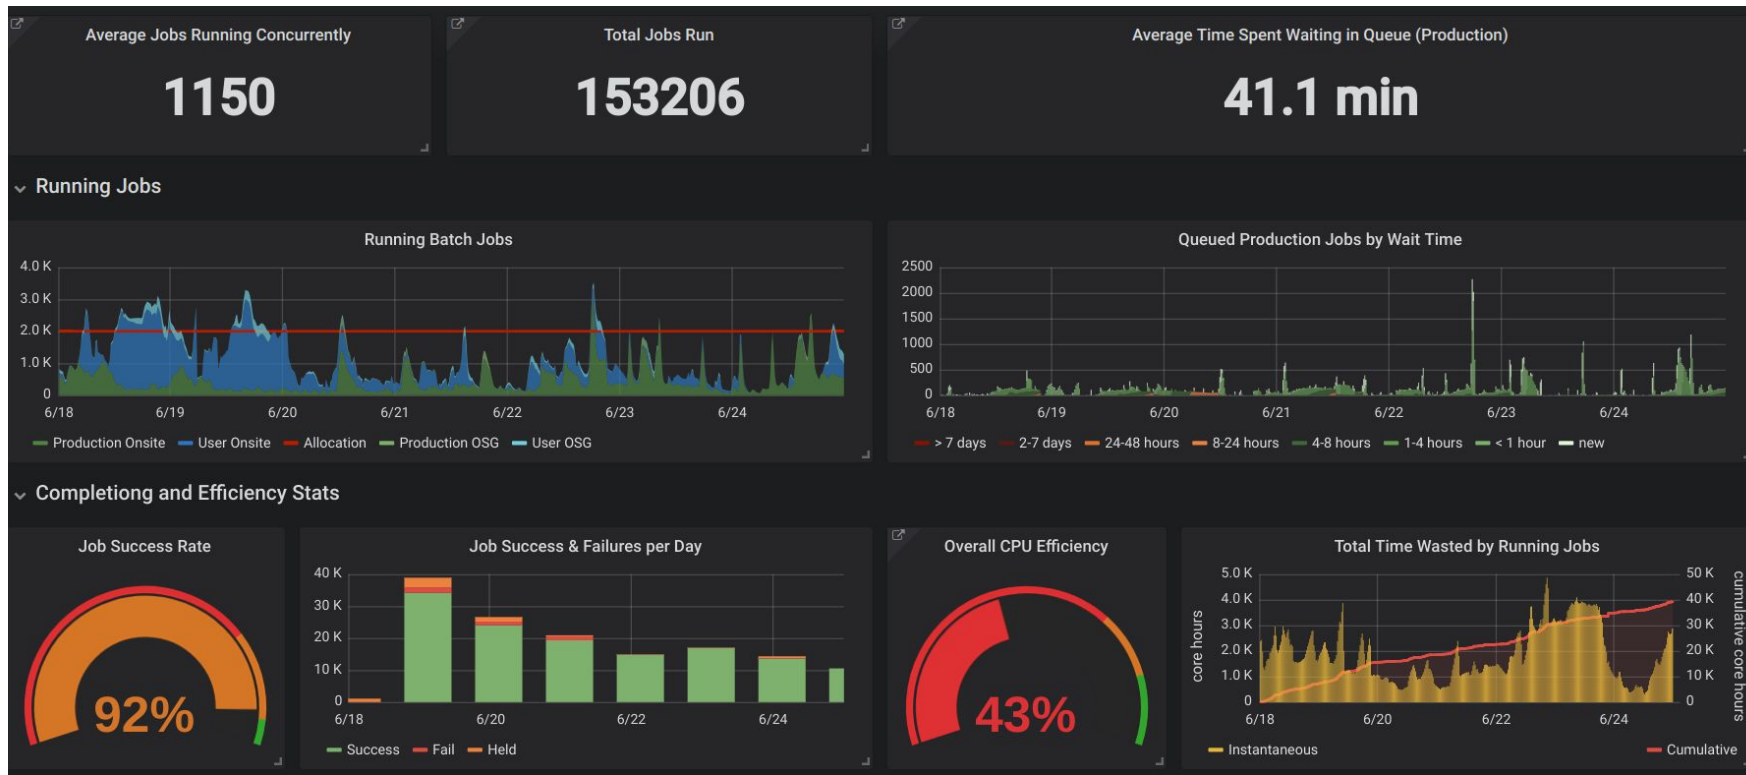 Average Jobs Running Concurrently
1150
Total Jobs Run
153206
Average Time Spent Waiting in Queue (Production)
41.1 min
Running Jobs
Running Batch Jobs
4.0 K
3.0 K
2.0 K
1.0 K
0
6/18 6/19 6/20 6/21 6/22 6/23 6/24
Production Onsite User Onsite Allocation Production OSG User OSG
Queued Production Jobs by Wait Time
2500
2000
1500
1000
500
0
6/18 6/19 6/20 6/21 6/22 6/23 6/24
> 7 days 2-7 days 24-48 hours 8-24 hours 4-8 hours 1-4 hours < 1 hour new
Completiong and Efficiency Stats
Job Success Rate
92%
Job Success & Failures per Day
40 K
30 K
20 K
10 K
0
6/18 6/20 6/22 6/24
Success Fail Held
Overall CPU Efficiency
43%
Total Time Wasted by Running Jobs
core hours
5.0 K
4.0 K
3.0 K
2.0 K
1.0 K
0
50 K
40 K
30 K
20 K
10 K
0
cumulative core hours
6/18 6/20 6/22 6/24
Instantaneous Cumulative